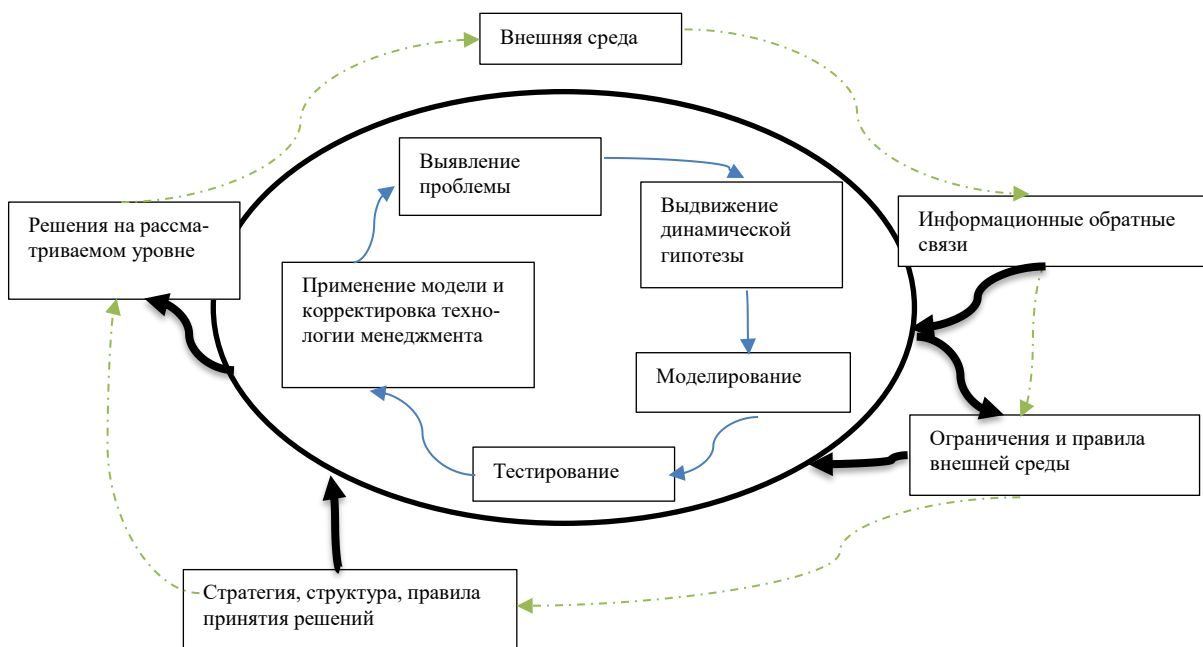 Внешняя среда
Выявление
проблемы
Выдвижение
динамической
гипотезы
Решения на рассма-
триваемом уровне
Информационные обратные
связи
Применение модели и
корректировка техно-
логии менеджмента
Моделирование
Ограничения и правила
внешней среды
Тестирование
Стратегия, структура, правила
принятия решений